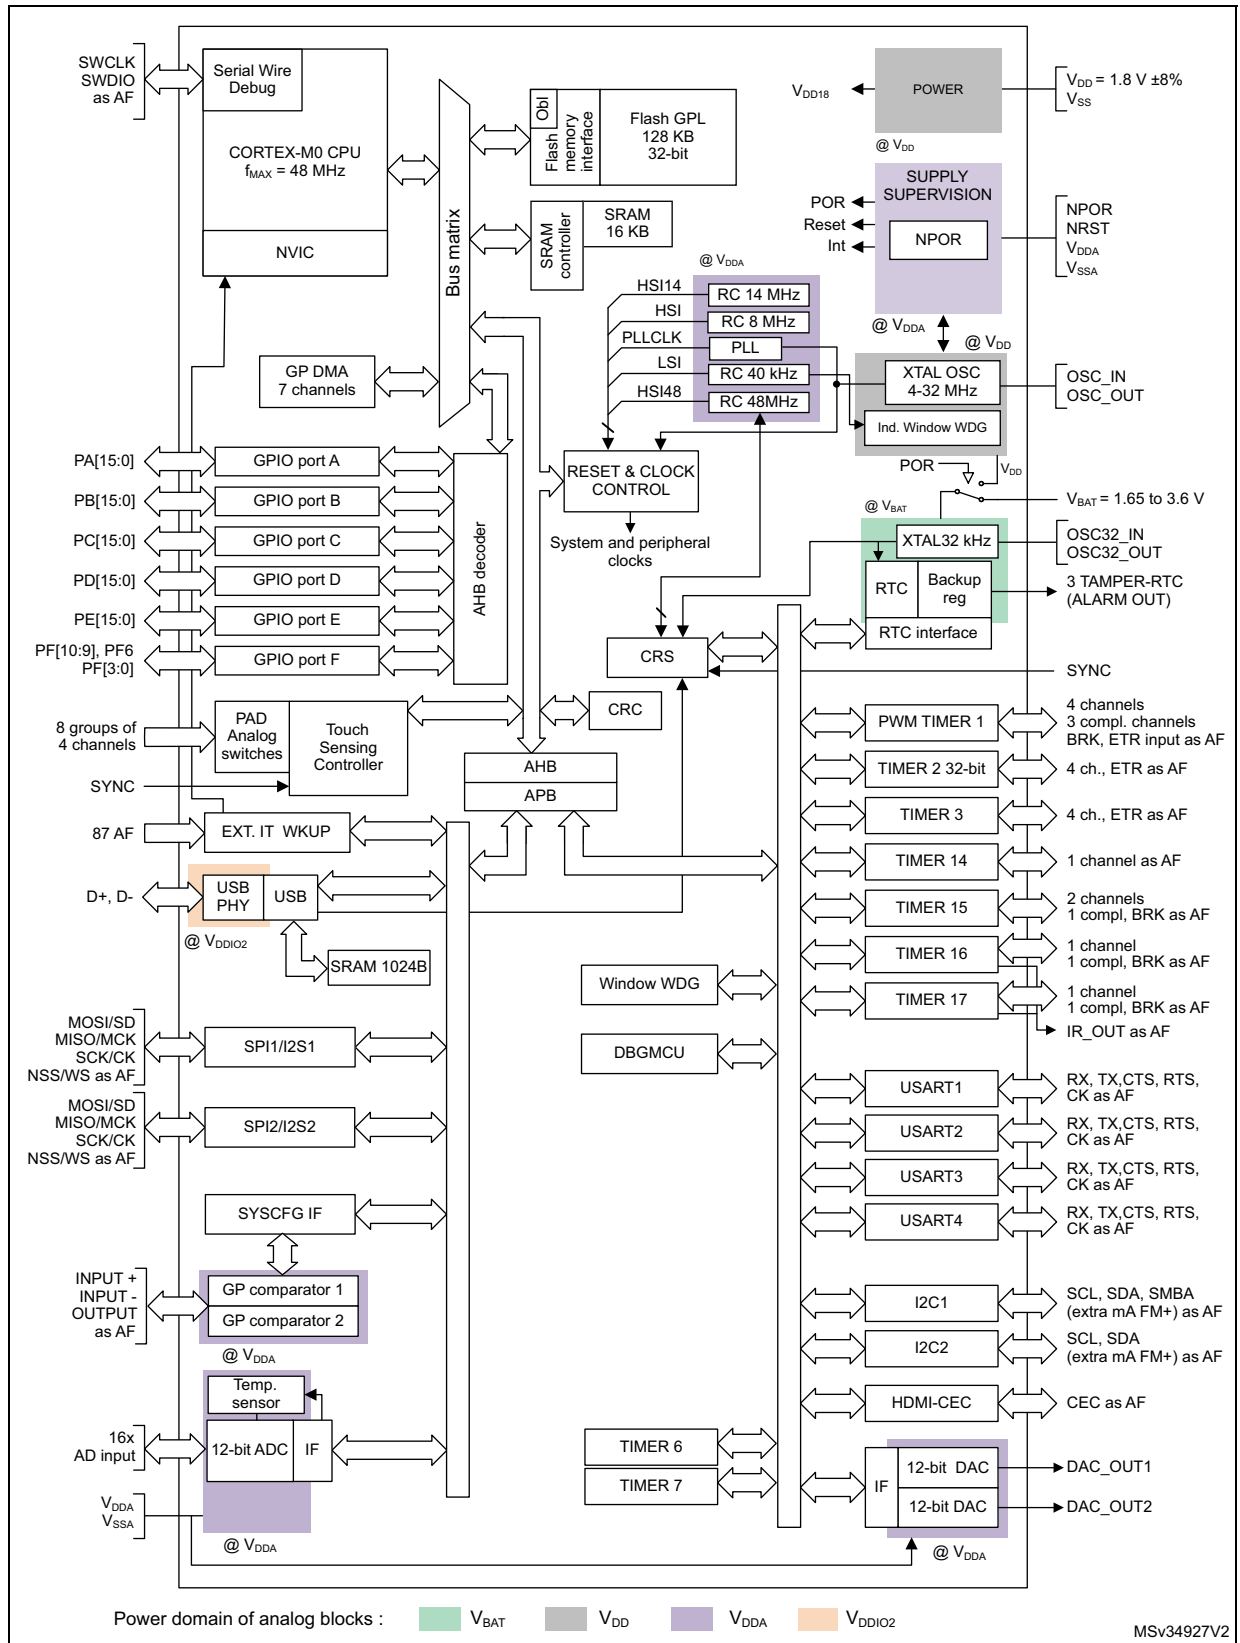 SWCLK
SWDIO
as AF
Serial Wire
Debug
CORTEX-M0 CPU
fMAX = 48 MHz
NVIC
Bus matrix
Obl
Flash
memory
interface
Flash GPL
128 KB
32-bit
SRAM
controller
SRAM
16 KB
VDD18
POWER
VDD = 1.8 V ±8%
VSS
@ VDD
SUPPLY
SUPERVISION
NPOR
POR
Reset
Int
NPOR
NRST
VDDA
VSSA
@ VDDA
@ VDDA
@ VDD
HSI14
HSI
PLLCLK
LSI
HSI48
RC 14 MHz
RC 8 MHz
PLL
RC 40 kHz
RC 48MHz
XTAL OSC
4-32 MHz
Ind. Window WDG
OSC_IN
OSC_OUT
GP DMA
7 channels
PA[15:0]
GPIO port A
PB[15:0]
GPIO port B
PC[15:0]
GPIO port C
PD[15:0]
GPIO port D
PE[15:0]
GPIO port E
PF[10:9], PF6
PF[3:0]
GPIO port F
AHB decoder
RESET & CLOCK
CONTROL
System and peripheral
clocks
POR
VDD
@ VBAT
VBAT = 1.65 to 3.6 V
XTAL32 kHz
OSC32_IN
OSC32_OUT
RTC
Backup
reg
RTC interface
3 TAMPER-RTC
(ALARM OUT)
CRS
SYNC
8 groups of
4 channels
PAD
Analog
switches
Touch
Sensing
Controller
SYNC
CRC
AHB
APB
87 AF
EXT. IT WKUP
D+, D-
USB
PHY
USB
@ VDDIO2
SRAM 1024B
PWM TIMER 1
4 channels
3 compl. channels
BRK, ETR input as AF
TIMER 2 32-bit
4 ch., ETR as AF
TIMER 3
4 ch., ETR as AF
TIMER 14
1 channel as AF
TIMER 15
2 channels
1 compl, BRK as AF
TIMER 16
1 channel
1 compl, BRK as AF
TIMER 17
1 channel
1 compl, BRK as AF
IR_OUT as AF
Window WDG
DBGMCU
MOSI/SD
MISO/MCK
SCK/CK
NSS/WS as AF
SPI1/I2S1
MOSI/SD
MISO/MCK
SCK/CK
NSS/WS as AF
SPI2/I2S2
USART1
RX, TX,CTS, RTS,
CK as AF
USART2
RX, TX,CTS, RTS,
CK as AF
USART3
RX, TX,CTS, RTS,
CK as AF
USART4
RX, TX,CTS, RTS,
CK as AF
SYSCFG IF
INPUT +
INPUT -
OUTPUT
as AF
GP comparator 1
GP comparator 2
@ VDDA
I2C1
SCL, SDA, SMBA
(extra mA FM+) as AF
I2C2
SCL, SDA
(extra mA FM+) as AF
HDMI-CEC
CEC as AF
Temp.
sensor
16x
AD input
12-bit ADC
IF
VDDA
VSSA
@ VDDA
TIMER 6
TIMER 7
IF
12-bit DAC
12-bit DAC
DAC_OUT1
DAC_OUT2
@ VDDA
Power domain of analog blocks : VBAT VDD VDDA VDDIO2
MSv34927V2